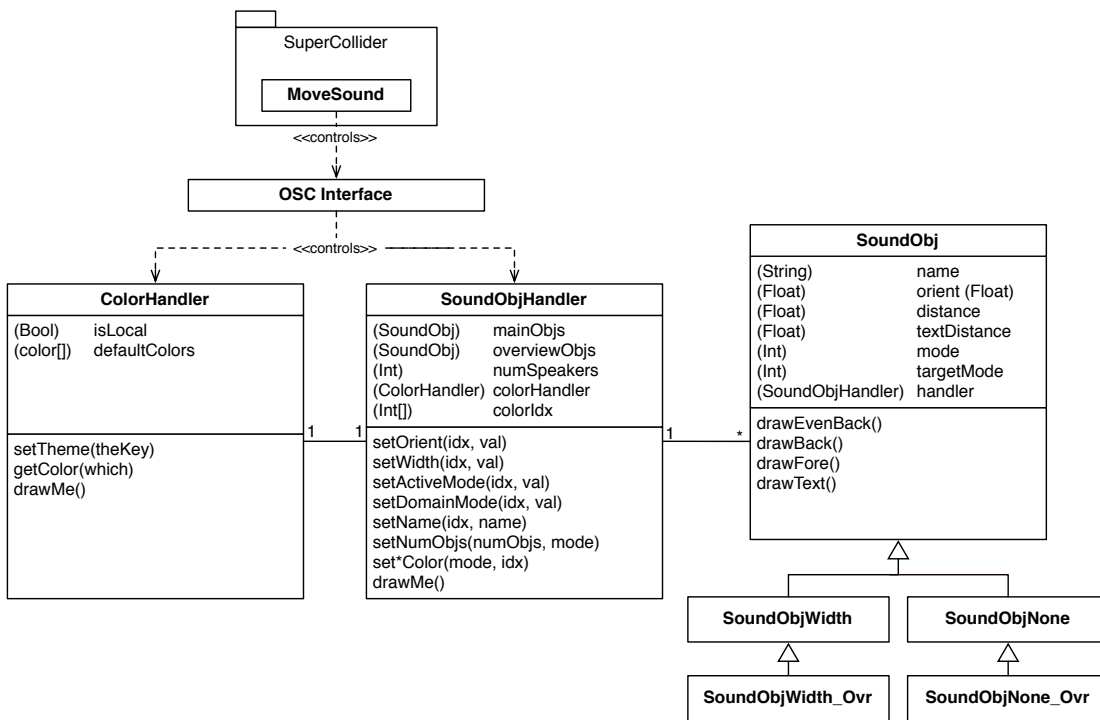 SuperCollider
MoveSound
<<controls>>
OSC Interface
<<controls>>
ColorHandler
(Bool) isLocal
(color[]) defaultColors
setTheme(theKey)
getColor(which)
drawMe()
1
1
SoundObjHandler
(SoundObj) mainObjs
(SoundObj) overviewObjs
(Int) numSpeakers
(ColorHandler) colorHandler
(Int[]) colorIdx
setOrient(idx, val)
setWidth(idx, val)
setActiveMode(idx, val)
setDomainMode(idx, val)
setName(idx, name)
setNumObjs(numObjs, mode)
set*Color(mode, idx)
drawMe()
1
*
SoundObj
(String) name
(Float) orient (Float)
(Float) distance
(Float) textDistance
(Int) mode
(Int) targetMode
(SoundObjHandler) handler
drawEvenBack()
drawBack()
drawFore()
drawText()
SoundObjWidth
SoundObjNone
SoundObjWidth_Ovr
SoundObjNone_Ovr